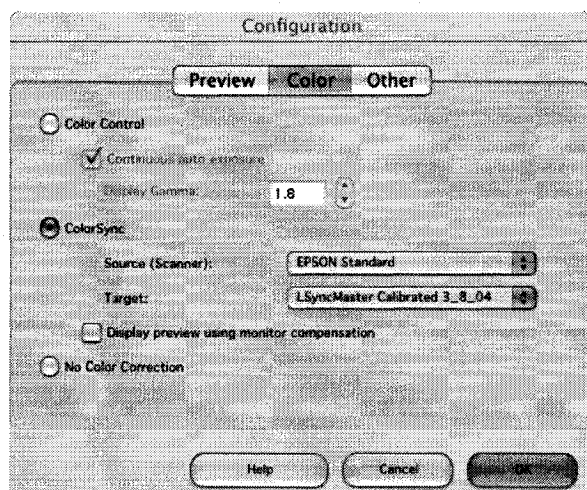 Configuration
Preview Color Other
Color Control
Continuous auto exposure
Display Gamma: 1.8
ColorSync
Source (Scanner): EPSON Standard
Target: LSyncMaster Calibrated 3_8_04
Display preview using monitor compensation
No Color Correction
Help Cancel OK